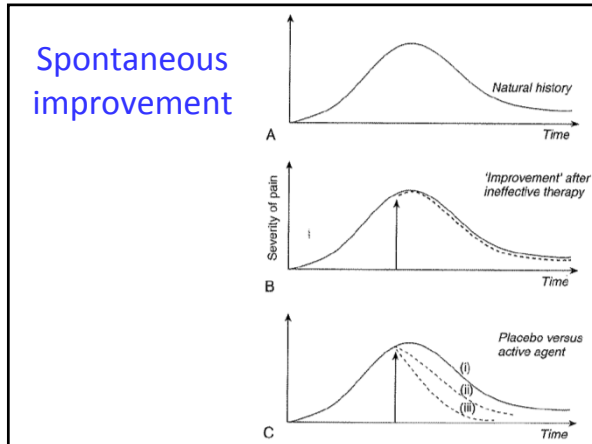 Spontaneous
improvement
Natural history
A
Time
'Improvement' after
ineffective therapy
Severity of pain
B
Time
Placebo versus
active agent
(i)
(ii)
(iii)
C
Time